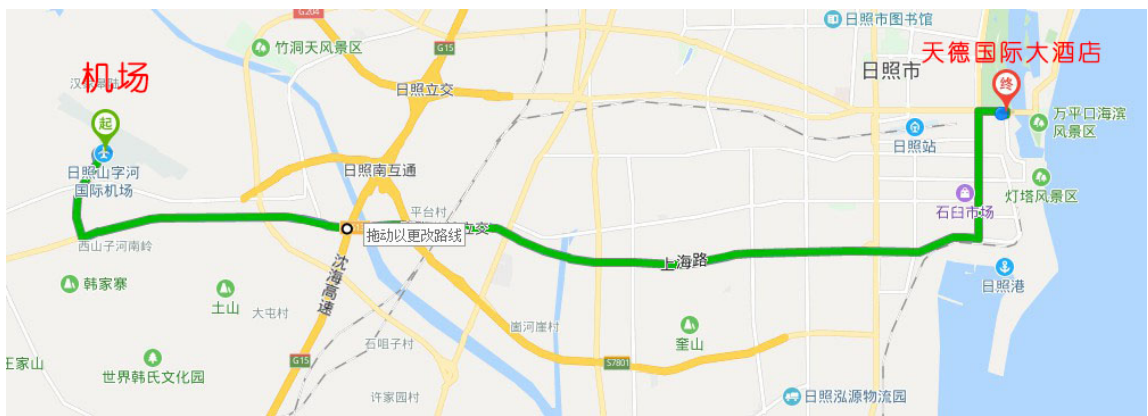 G204
日照市图书馆
竹洞天风景区
G15
天德国际大酒店
日照市
机场
日照立交
终
万平口海滨
风景区
起
日照站
日照山字河
国际机场
日照南互通
灯塔风景区
石臼市场
平台村
立交
拖动以更改路线
西山子河南岭
上海路
沈海高速
日照港
韩家寨
土山
大屯村
崮河崖村
奎山
石咀子村
G15
王家山
世界韩氏文化园
S7801
许家园村
日照泓源物流园